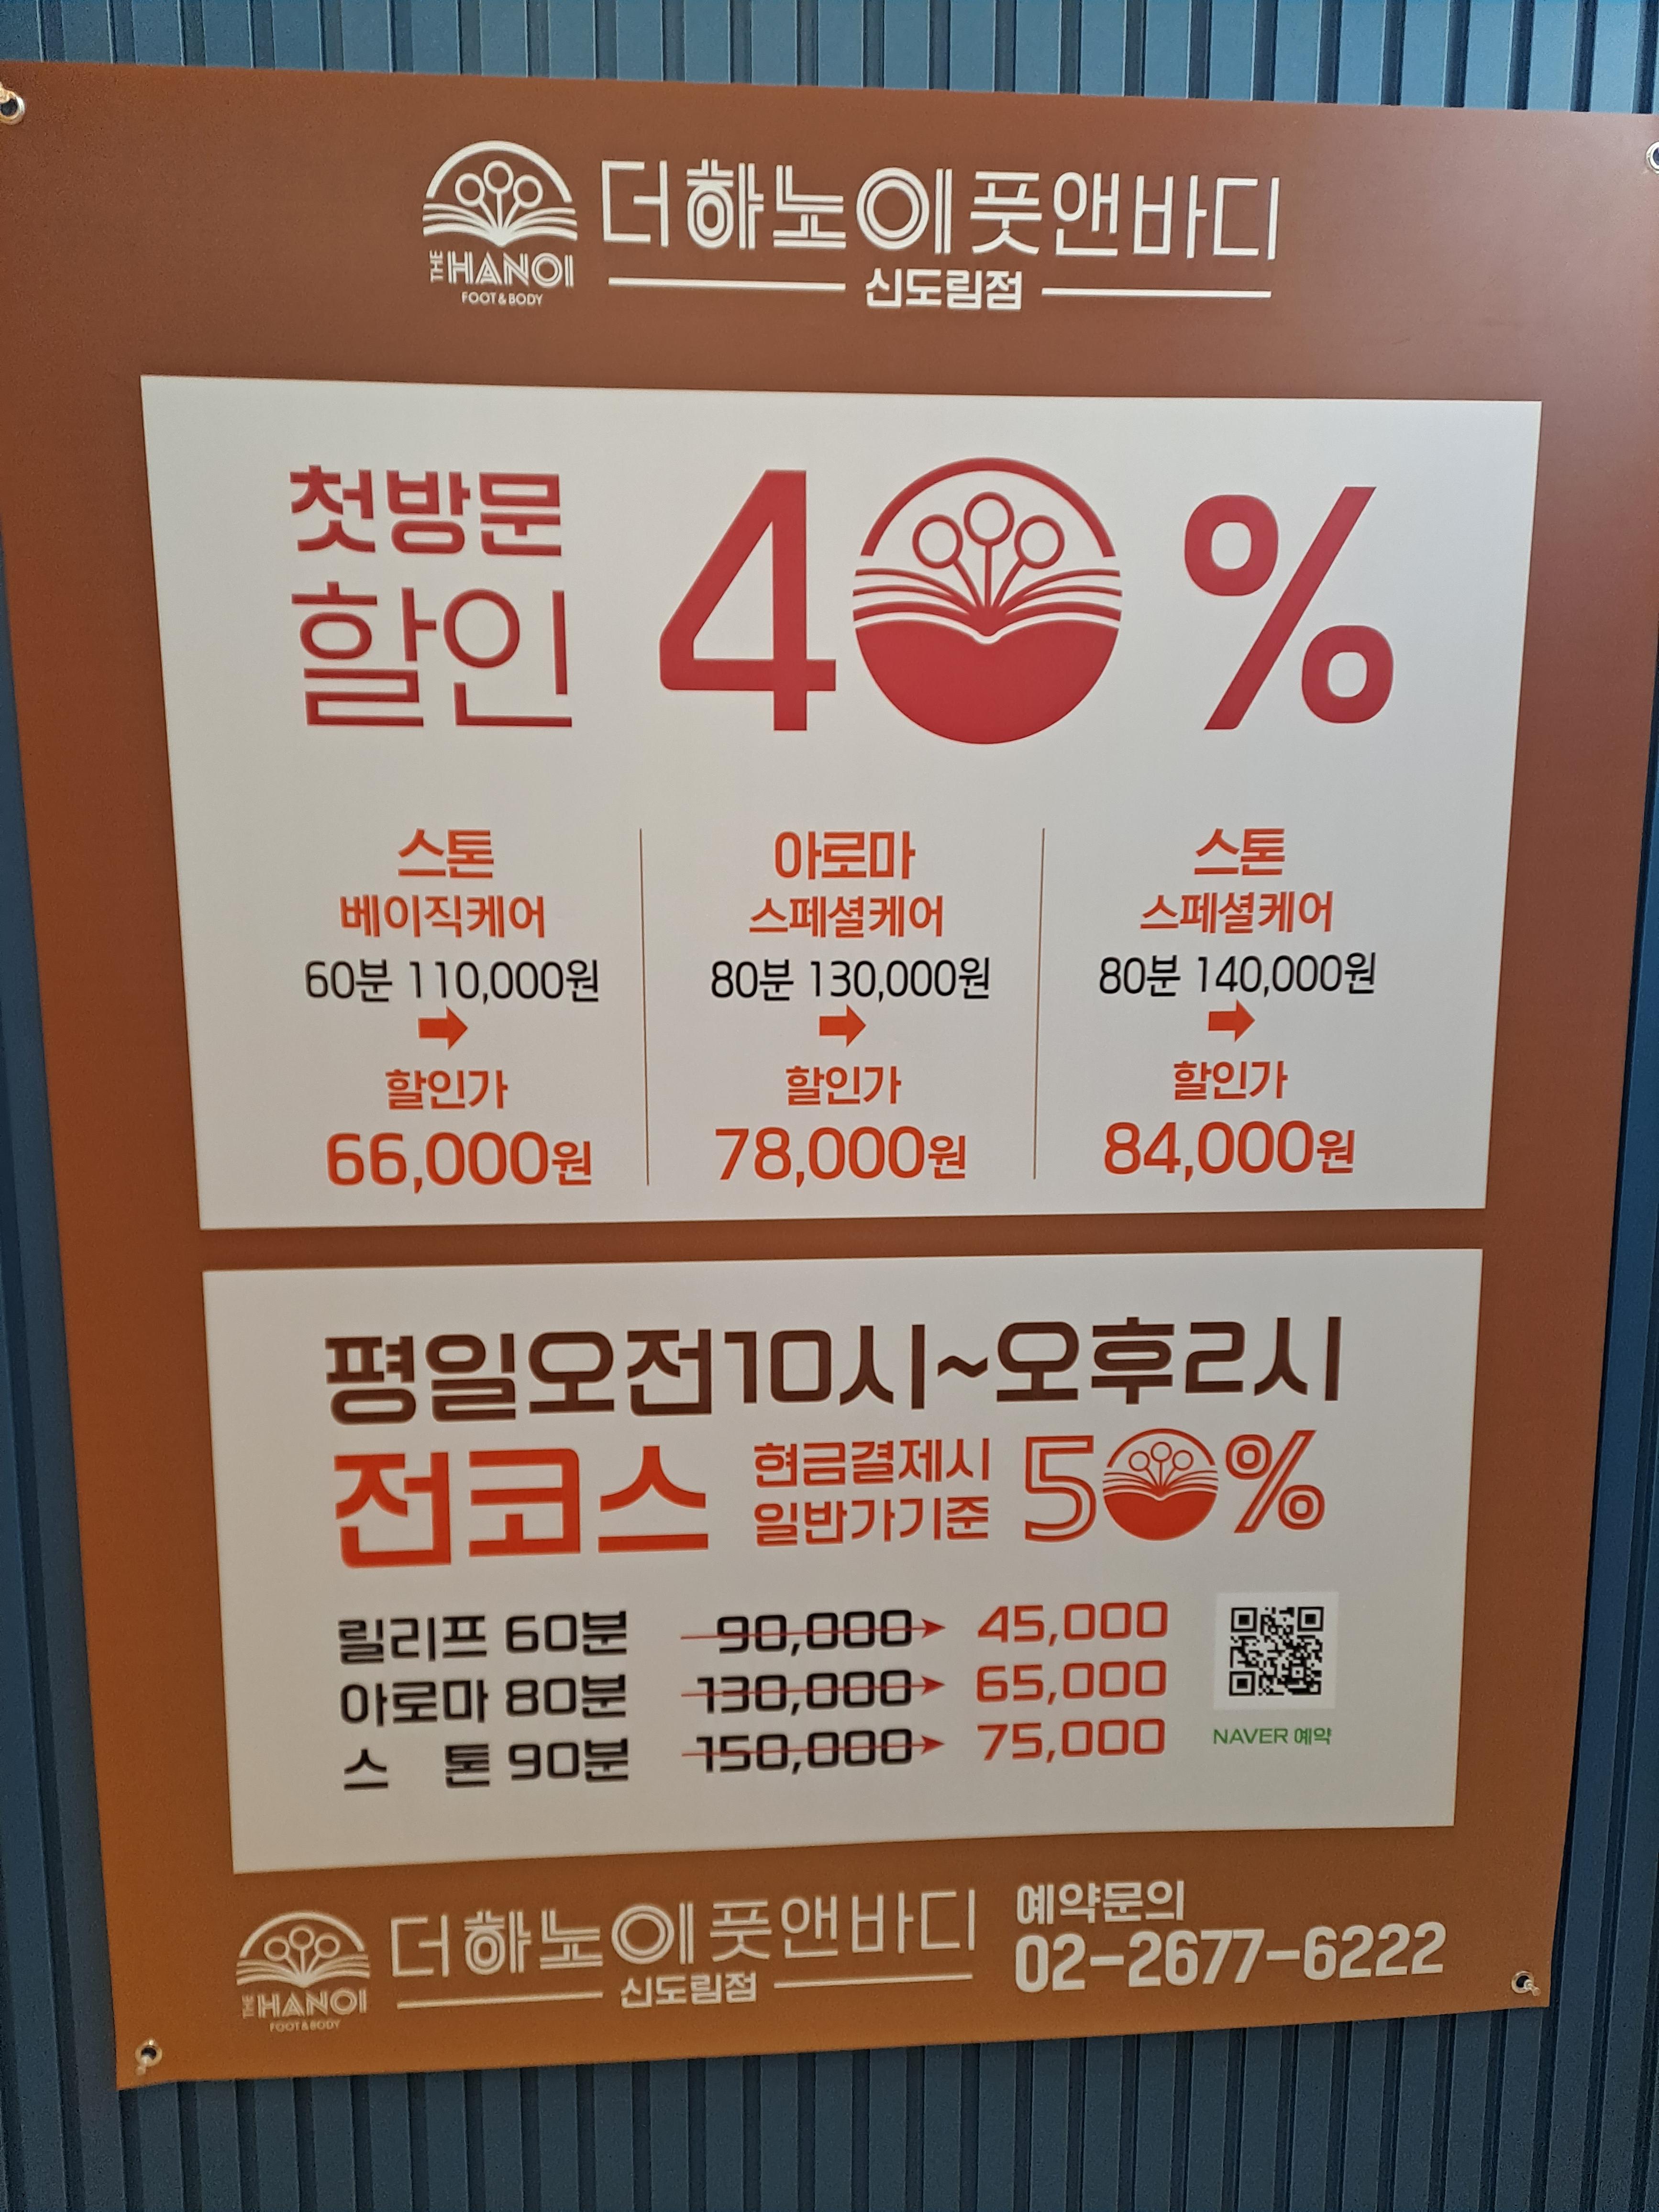 THE HANOI
FOOT & BODY
더 하노이 풋앤바디
신도림점
첫방문
할인
40%
스톤
베이직케어
60분 110,000원
할인가
66,000원
아로마
스페셜케어
80분 130,000원
할인가
78,000원
스톤
스페셜케어
80분 140,000원
할인가
84,000원
평일오전10시~오후2시
전코스
현금결제시
일반가기준
50%
릴리프 60분 90,000 45,000
아로마 80분 130,000 65,000
스 톤 90분 150,000 75,000
NAVER 예약
THE HANOI
FOOT & BODY
더 하노이 풋앤바디
신도림점
예약문의
02-2677-6222